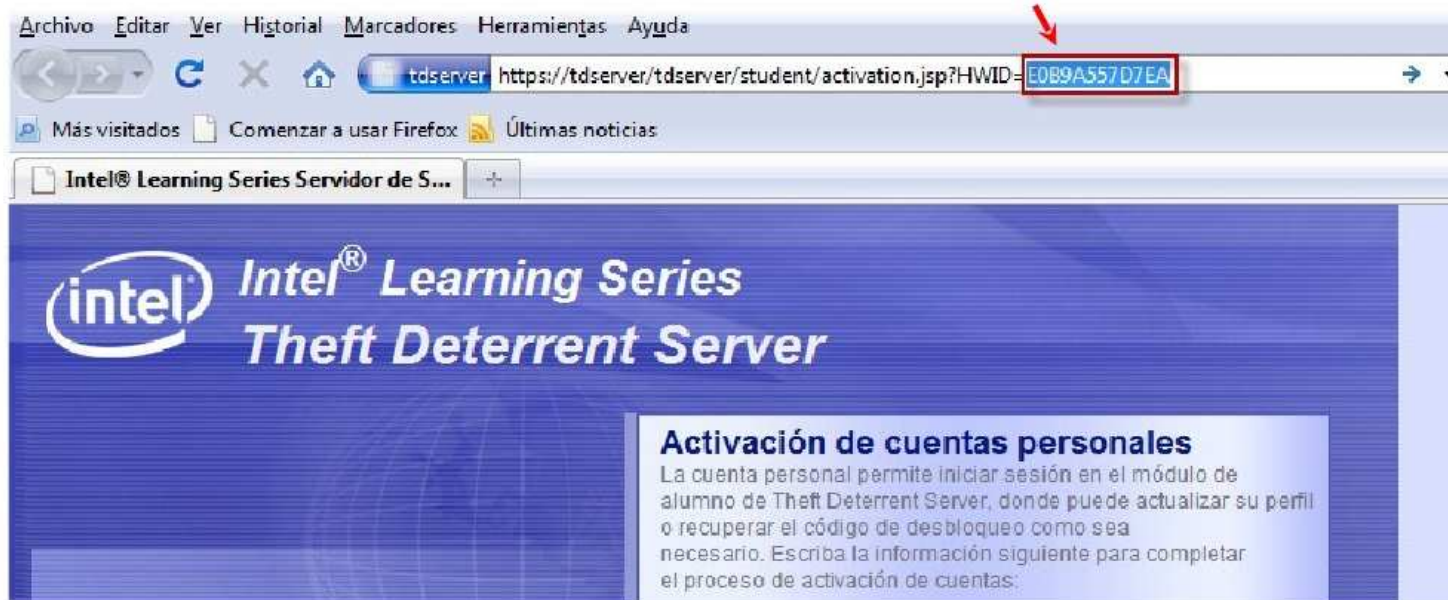 Archivo Editar Ver Historial Marcadores Herramientas Ayuda
tdserver https://tdserver/tdserver/student/activation.jsp?HWID=E0B9A557D7EA
Más visitados Comenzar a usar Firefox Últimas noticias
Intel® Learning Series Servidor de S...
intel Intel® Learning Series
Theft Deterrent Server
Activación de cuentas personales
La cuenta personal permite iniciar sesión en el módulo de
alumno de Theft Deterrent Server, donde puede actualizar su perfil
o recuperar el código de desbloqueo como sea
necesario. Escriba la información siguiente para completar
el proceso de activación de cuentas: